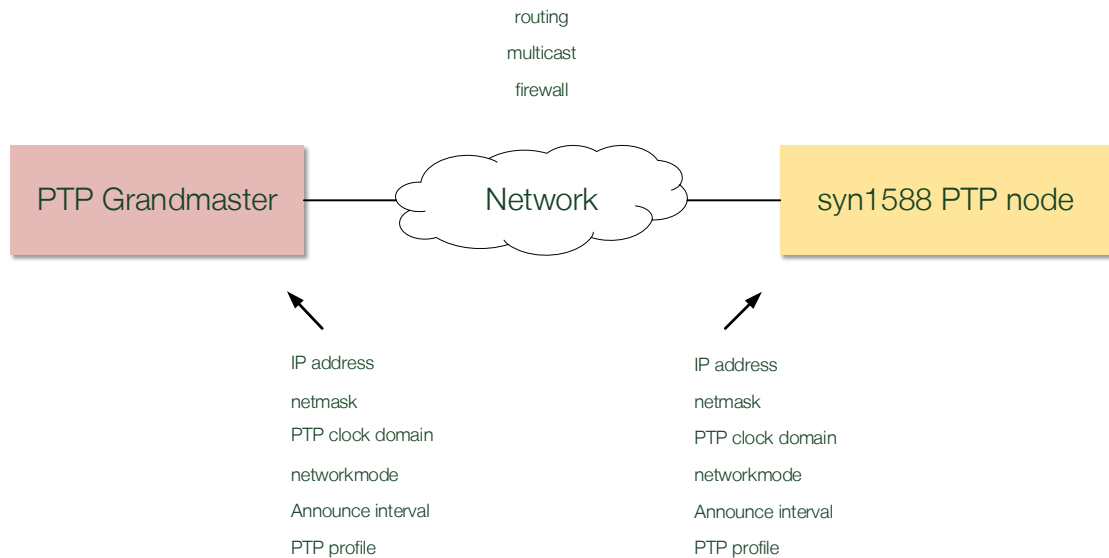 routing
multicast
firewall
PTP Grandmaster
Network
syn1588 PTP node
IP address
netmask
PTP clock domain
networkmode
Announce interval
PTP profile
IP address
netmask
PTP clock domain
networkmode
Announce interval
PTP profile